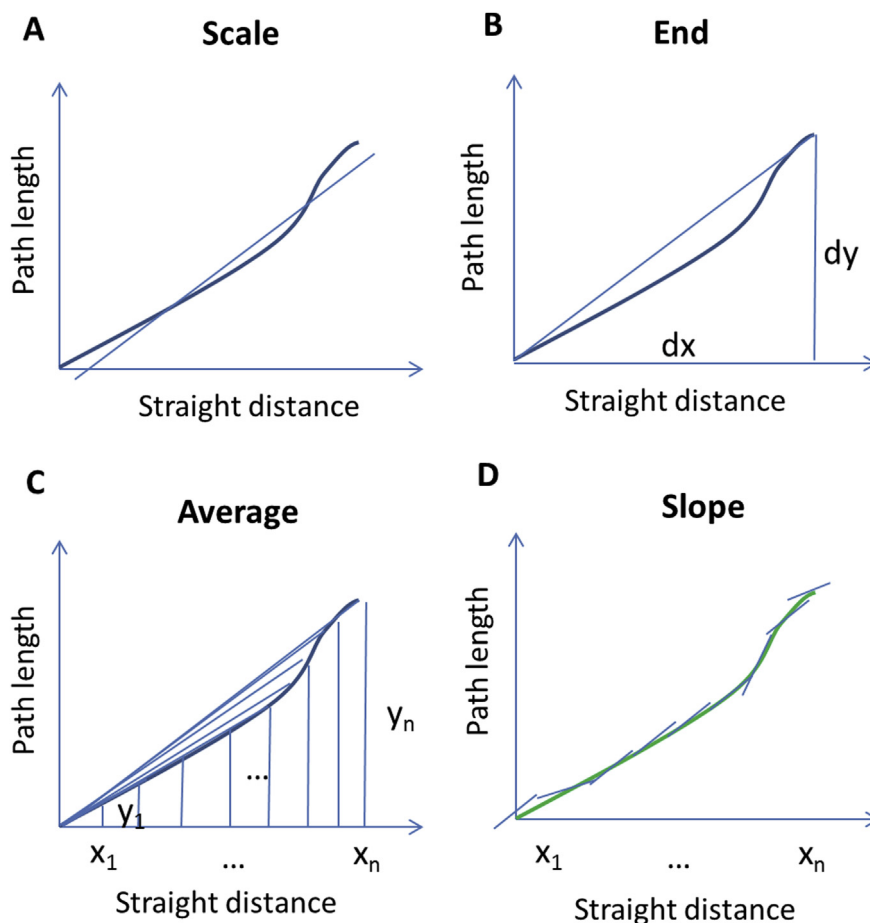 A
Scale
Path length
Straight distance
B
End
Path length
dy
dx
Straight distance
C
Average
Path length
yₙ
...
y₁
x₁ ... xₙ
Straight distance
D
Slope
Path length
x₁ ... xₙ
Straight distance